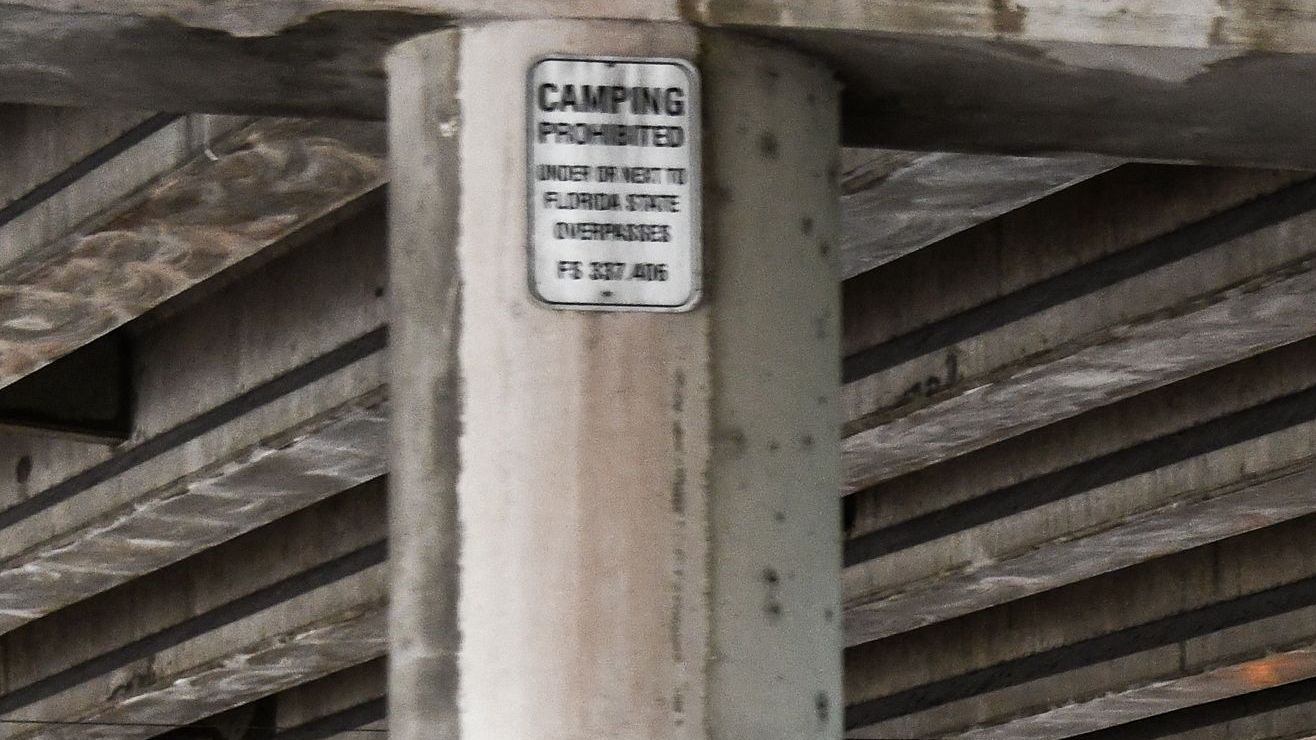 CAMPING
PROHIBITED
UNDER OR NEXT TO
FLORIDA STATE
OVERPASSES
FS 337.406